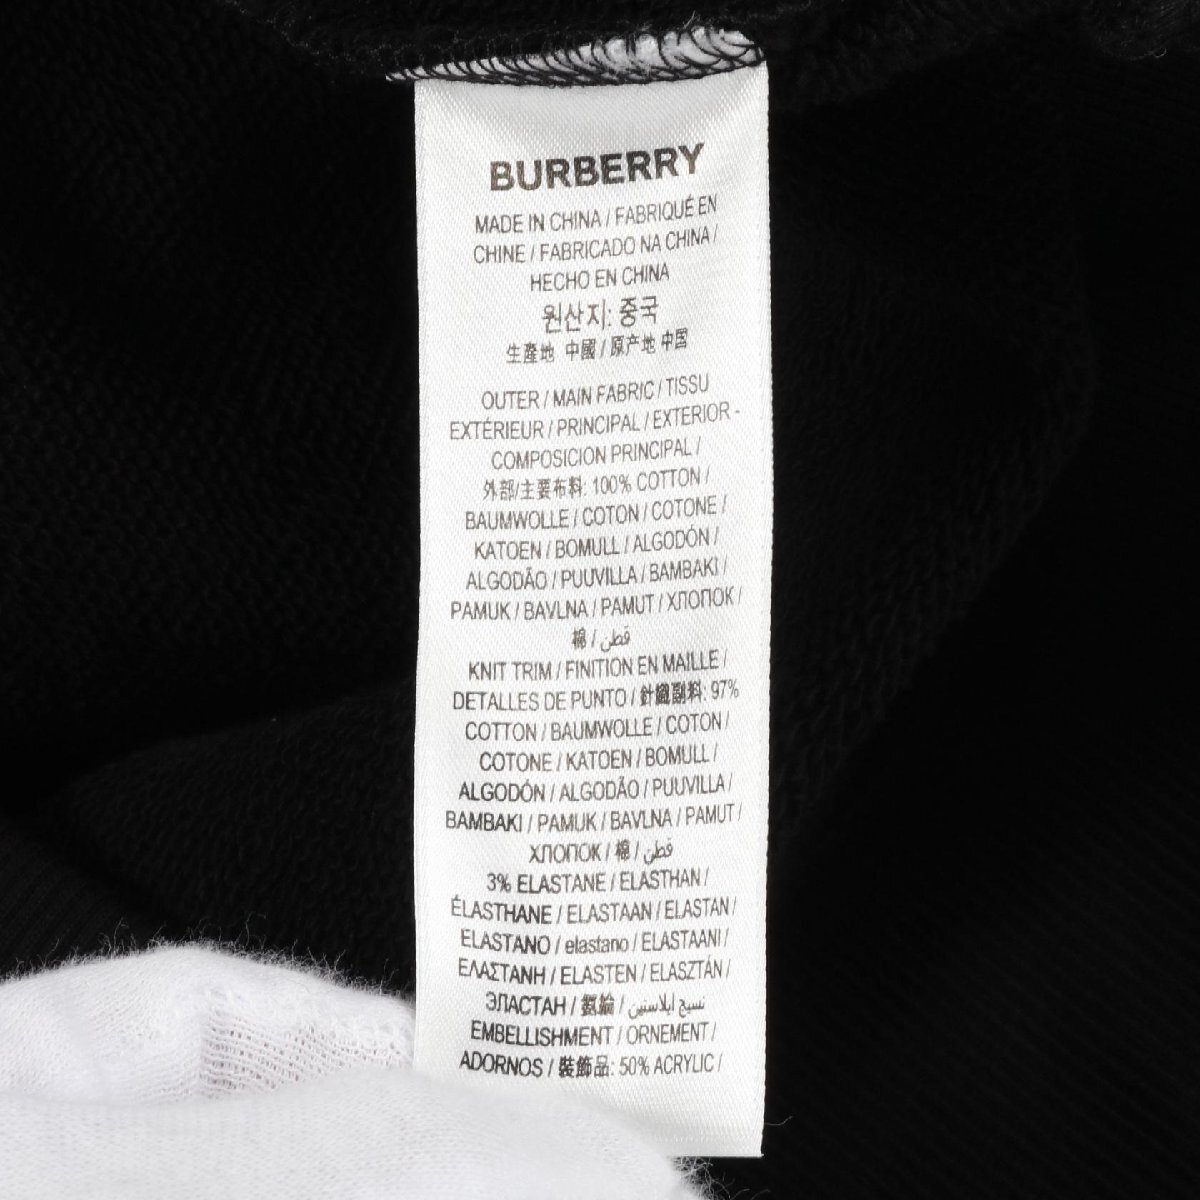 BURBERRY
MADE IN CHINA / FABRIQUÉ EN
CHINE / FABRICADO NA CHINA /
HECHO EN CHINA
원산지: 중국
生產地 中國 / 原产地 中国
OUTER / MAIN FABRIC / TISSU
EXTÉRIEUR / PRINCIPAL / EXTERIOR -
COMPOSICION PRINCIPAL /
外部/主要布料: 100% COTTON /
BAUMWOLLE / COTON / COTONE /
KATOEN / BOMULL / ALGODÓN /
ALGODÃO / PUUVILLA / BAMBAKI /
PAMUK / BAVLNA / PAMUT / ХЛОПОК /
棉 / قطن
KNIT TRIM / FINITION EN MAILLE /
DETALLES DE PUNTO / 針織副料: 97%
COTTON / BAUMWOLLE / COTON /
COTONE / KATOEN / BOMULL /
ALGODÓN / ALGODÃO / PUUVILLA /
BAMBAKI / PAMUK / BAVLNA / PAMUT /
ХЛОПОК / 棉 / قطن
3% ELASTANE / ELASTHAN /
ÉLASTHANE / ELASTAAN / ELASTAN /
ELASTANO / elastano / ELASTAANI /
ΕΛΑΣΤΑΝΗ / ELASTEN / ELASZTÁN /
ЭЛАСТАН / 氨綸 / نسيج ايلاستين
EMBELLISHMENT / ORNEMENT /
ADORNOS / 裝飾品: 50% ACRYLIC /